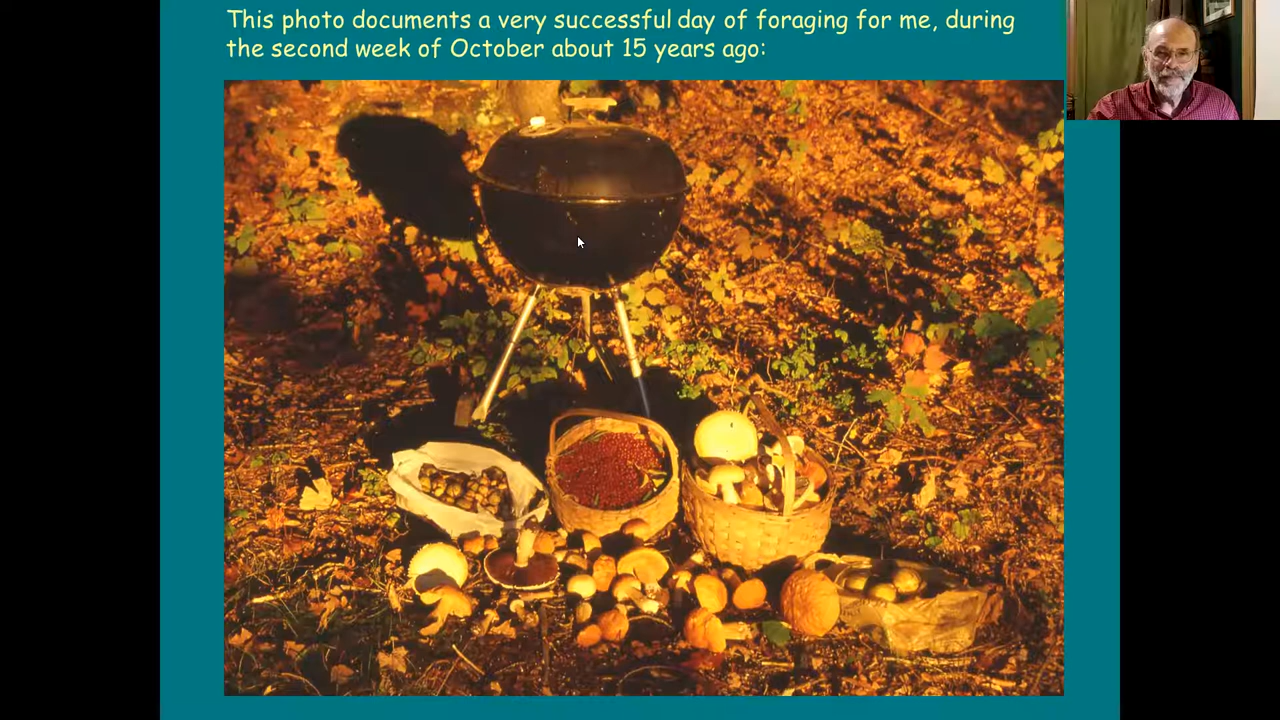 This photo documents a very successful day of foraging for me, during
the second week of October about 15 years ago: